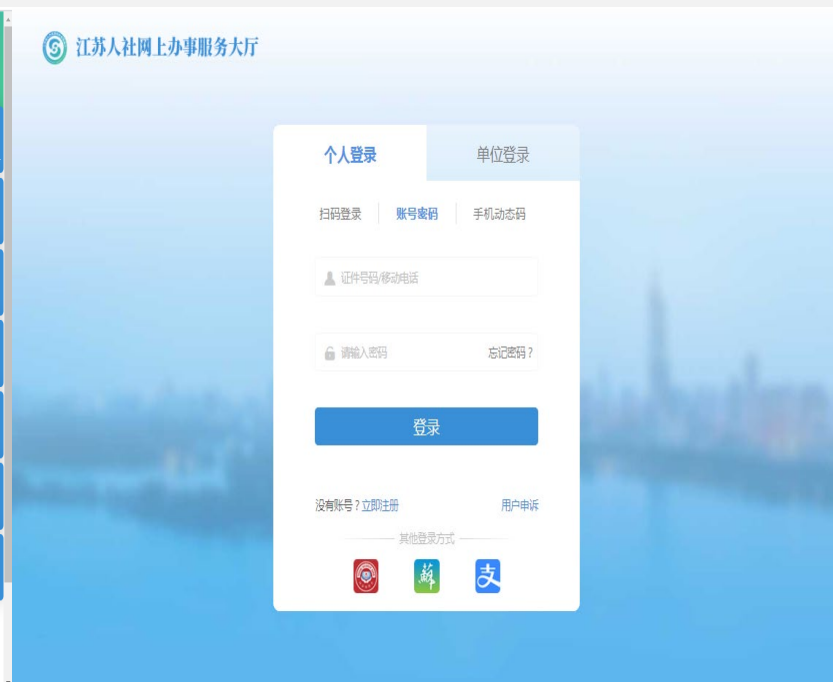 江苏人社网上办事服务大厅
个人登录 单位登录
扫码登录 账号密码 手机动态码
证件号码/移动电话
请输入密码 忘记密码?
登录
没有账号?立即注册 用户申诉
其他登录方式
蘇
支